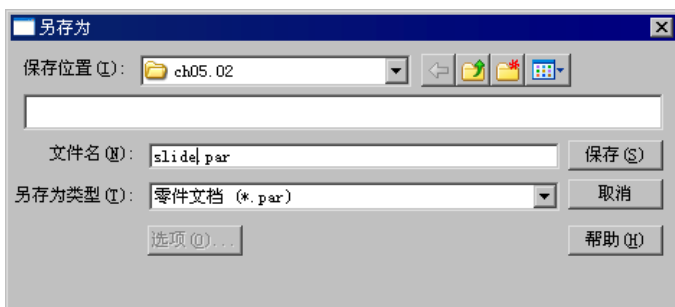 另存为
保存位置(I): ch05.02
文件名(N): slide.par 保存(S)
另存为类型(T): 零件文档 (*.par) 取消
选项(O)... 帮助(H)